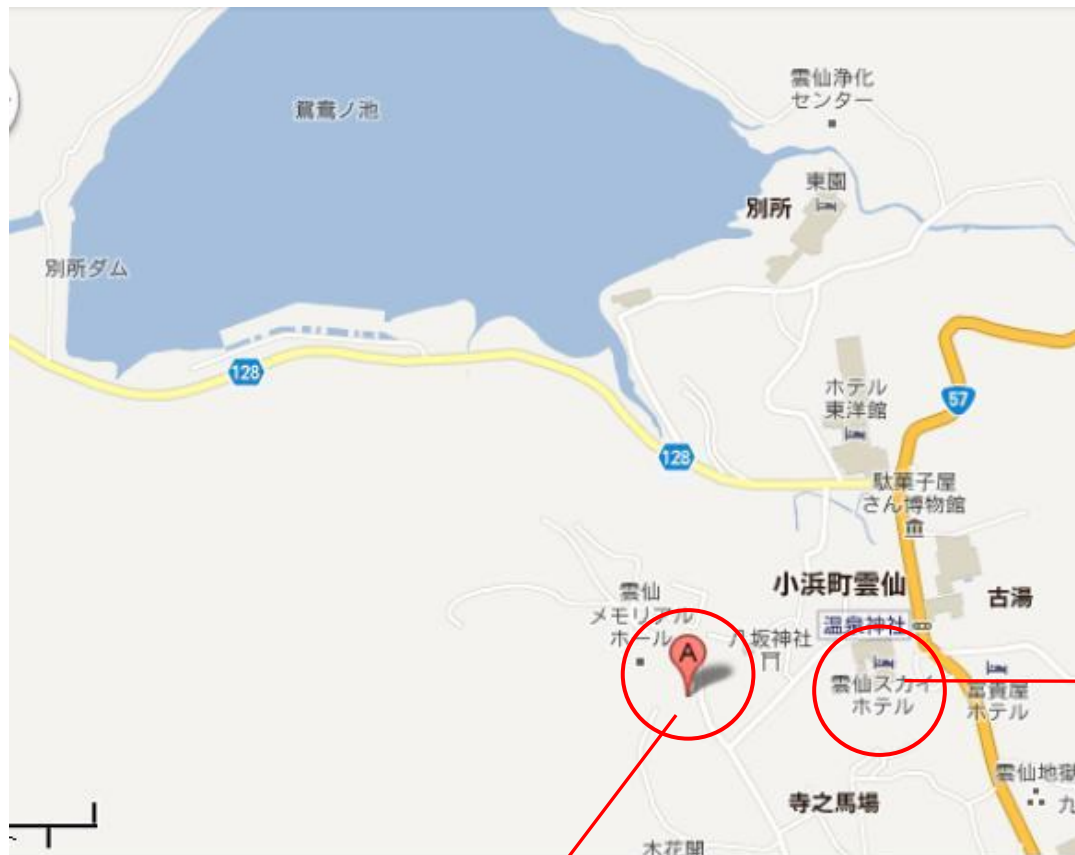 雲仙浄化
センター
鴛鴦ノ池
東園
別所
別所ダム
128
57
ホテル
東洋館
128
駄菓子屋
さん博物館
小浜町雲仙
古湯
雲仙
メモリアル
ホール
温泉神社
八坂神社
A
雲仙スカイ
ホテル
富貴屋
ホテル
雲仙地獄
九
寺之馬場
木花開